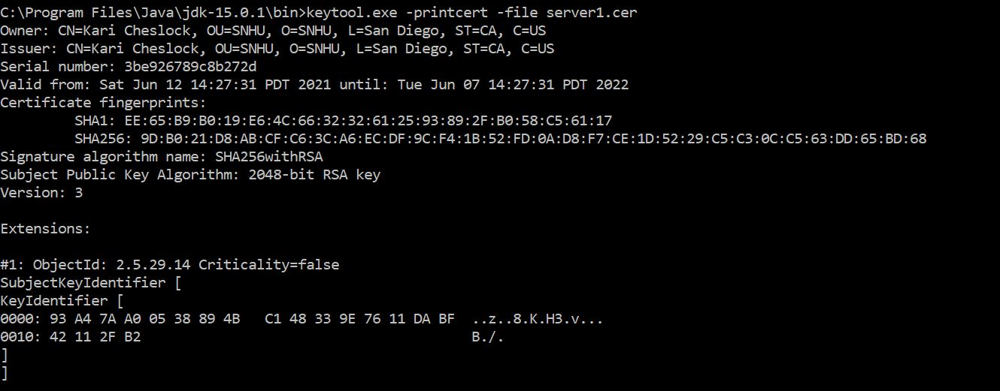 C:\Program Files\Java\jdk-15.0.1\bin>keytool.exe -printcert -file server1.cer
Owner: CN=Kari Cheslock, OU=SNHU, O=SNHU, L=San Diego, ST=CA, C=US
Issuer: CN=Kari Cheslock, OU=SNHU, O=SNHU, L=San Diego, ST=CA, C=US
Serial number: 3be926789c8b272d
Valid from: Sat Jun 12 14:27:31 PDT 2021 until: Tue Jun 07 14:27:31 PDT 2022
Certificate fingerprints:
         SHA1: EE:65:B9:B0:19:E6:4C:66:32:32:61:25:93:89:2F:B0:58:C5:61:17
         SHA256: 9D:B0:21:D8:AB:CF:C6:3C:A6:EC:DF:9C:F4:1B:52:FD:0A:D8:F7:CE:1D:52:29:C5:C3:0C:C5:63:DD:65:BD:68
Signature algorithm name: SHA256withRSA
Subject Public Key Algorithm: 2048-bit RSA key
Version: 3
Extensions:
#1: ObjectId: 2.5.29.14 Criticality=false
SubjectKeyIdentifier [
KeyIdentifier [
0000: 93 A4 7A A0 05 38 89 4B   C1 48 33 9E 76 11 DA BF  ..z..8.K.H3.v...
0010: 42 11 2F B2                                        B./.
]
]